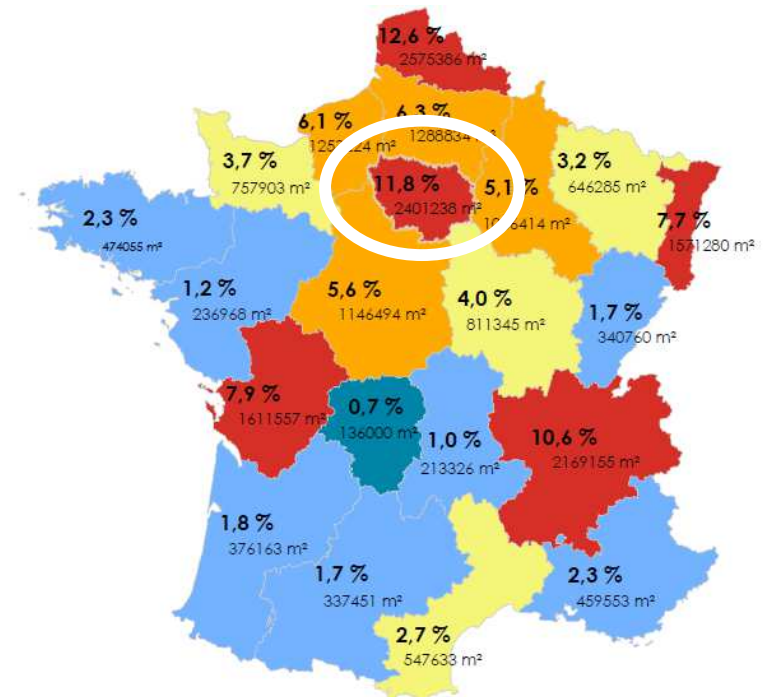 12,6 %
2575386 m²
6,3 %
6,1 %
3,7 %
757903 m²
11,8 %
2401238 m²
3,2 %
646285 m²
7,7 %
1571280 m²
2,3 %
474055 m²
1,2 %
236968 m²
5,6 %
1146494 m²
4,0 %
811345 m²
1,7 %
340760 m²
7,9 %
1611557 m²
0,7 %
136000 m²
1,0 %
213326 m²
10,6 %
2169155 m²
1,8 %
376163 m²
1,7 %
337451 m²
2,3 %
459553 m²
2,7 %
547633 m²